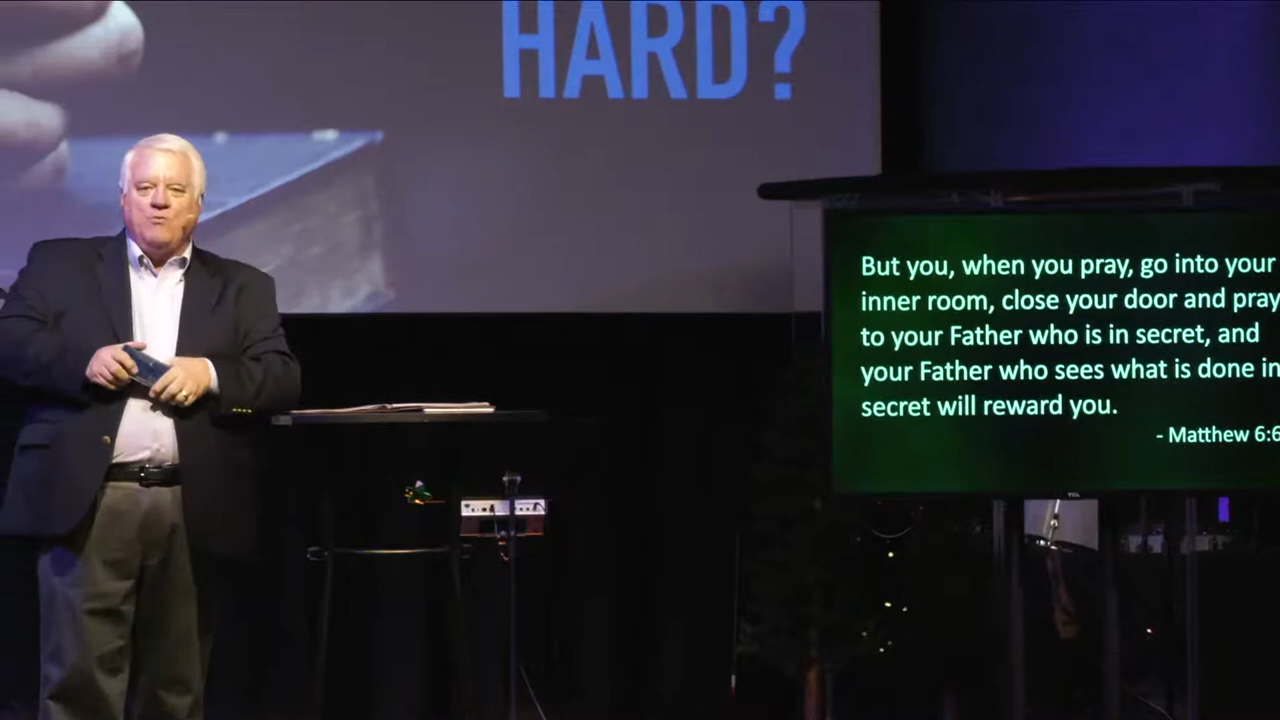 HARD?
But you, when you pray, go into your
inner room, close your door and pray
to your Father who is in secret, and
your Father who sees what is done in
secret will reward you.
- Matthew 6:6
TCL